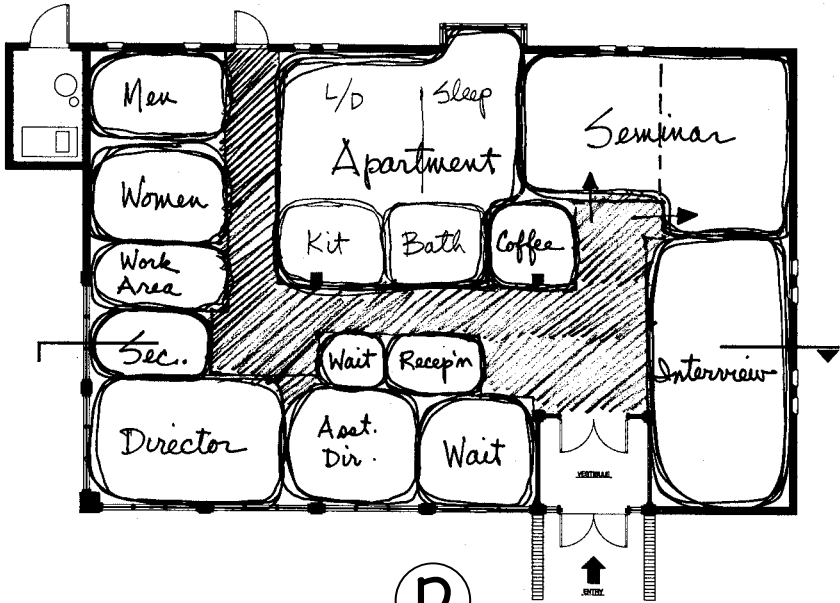 Men
L/D
Sleep
Seminar
Apartment
Women
Kit
Bath
Coffee
Work
Area
Sec.
Wait
Recep'n
Interview
Director
Asst.
Dir.
Wait
VESTIBULE
ENTRY